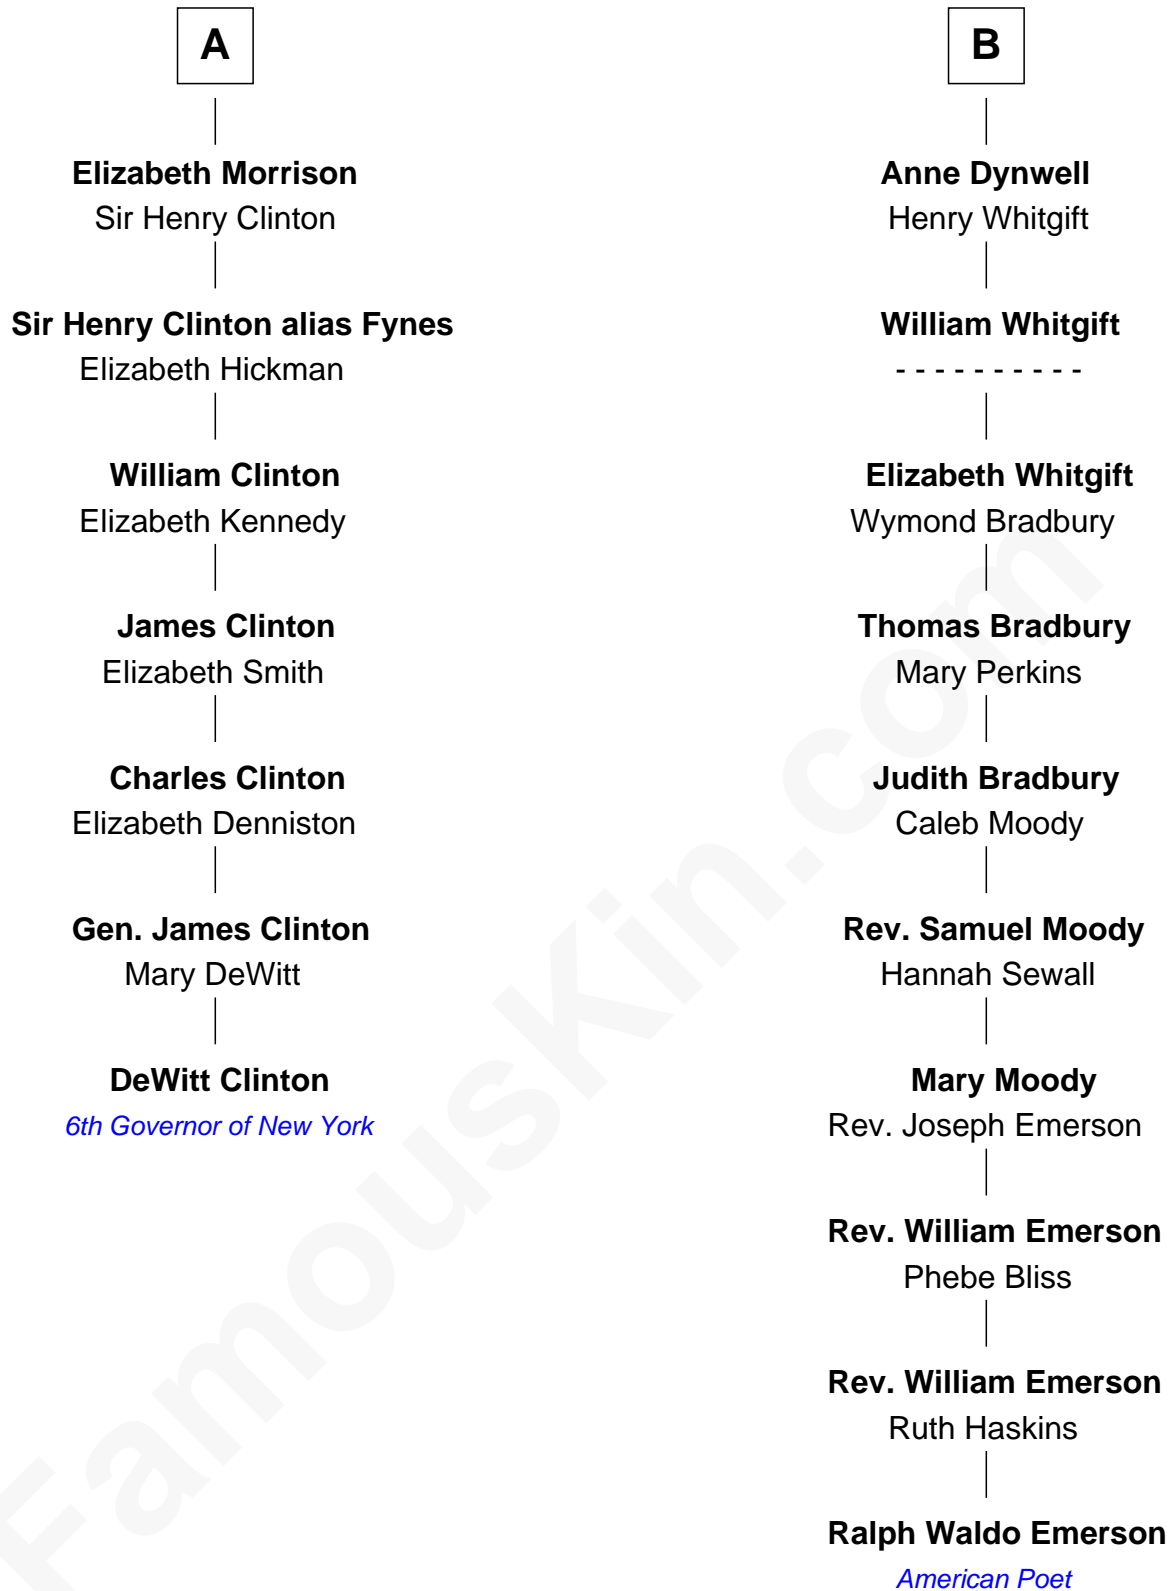 A
Elizabeth Morrison
Sir Henry Clinton
Sir Henry Clinton alias Fynes
Elizabeth Hickman
William Clinton
Elizabeth Kennedy
James Clinton
Elizabeth Smith
Charles Clinton
Elizabeth Denniston
Gen. James Clinton
Mary DeWitt
DeWitt Clinton
6th Governor of New York
B
Anne Dynwell
Henry Whitgift
William Whitgift
- - - - - - - - - -
Elizabeth Whitgift
Wymond Bradbury
Thomas Bradbury
Mary Perkins
Judith Bradbury
Caleb Moody
Rev. Samuel Moody
Hannah Sewall
Mary Moody
Rev. Joseph Emerson
Rev. William Emerson
Phebe Bliss
Rev. William Emerson
Ruth Haskins
Ralph Waldo Emerson
American Poet
FamousKin.com